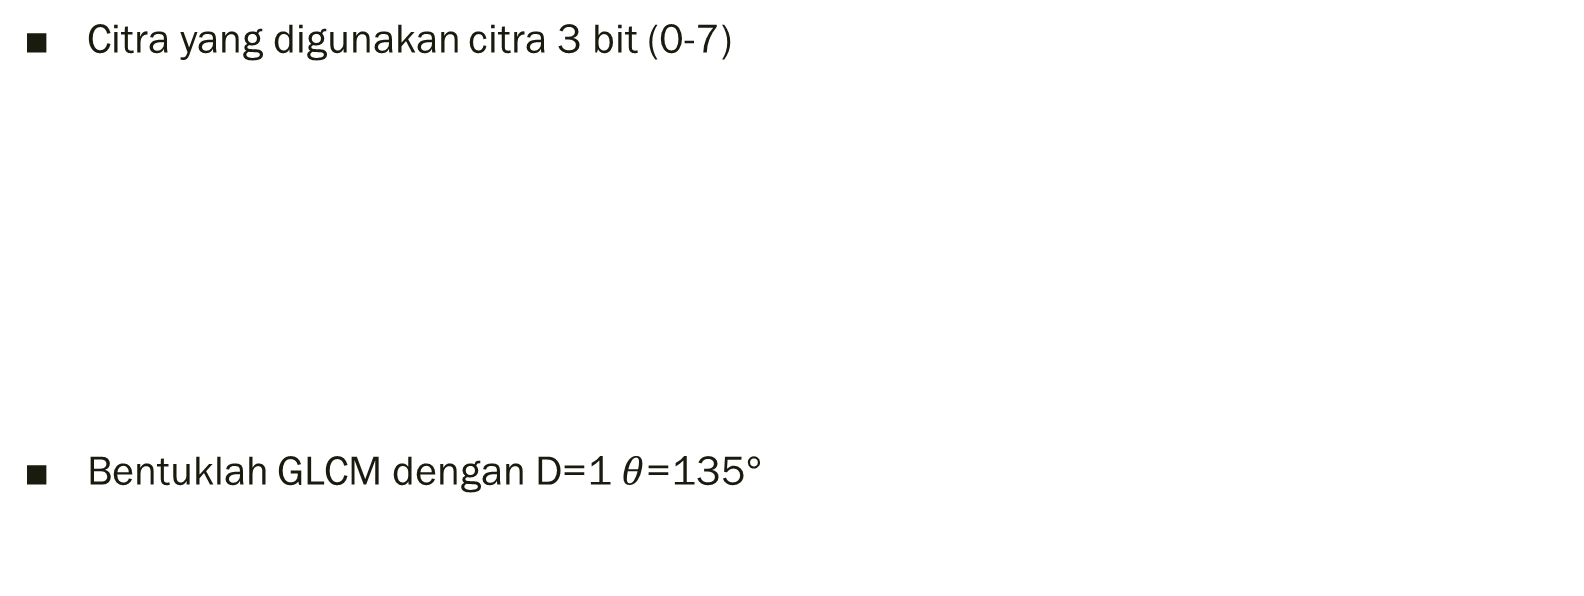 ■ Citra yang digunakan citra 3 bit (0-7)
■ Bentuklah GLCM dengan D=1 θ=135°